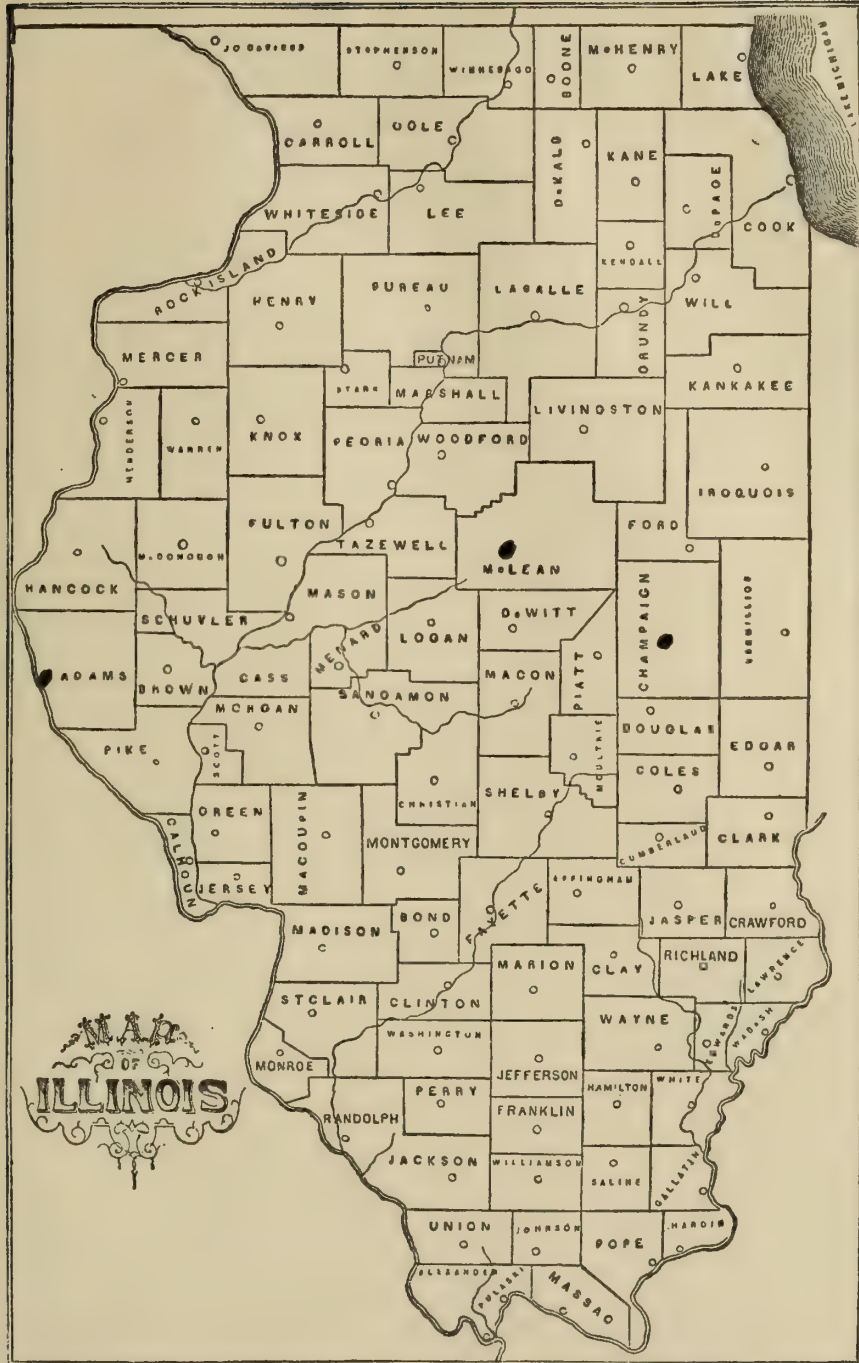 JO DAVIESS
STEPHENSON
WINNEBAGO
BOONE
McHENRY
LAKE
LAKE MICHIGAN
CARROLL
OGLE
DeKALB
KANE
DuPAGE
COOK
WHITESIDE
LEE
ROCK ISLAND
HENRY
BUREAU
LASALLE
KENDALL
GRUNDY
WILL
MERCER
PUTNAM
STARK
MARSHALL
KANKAKEE
HENDERSON
WARREN
KNOX
PEORIA
WOODFORD
LIVINGSTON
IROQUOIS
FORD
HANCOCK
McDONOUGH
FULTON
TAZEWELL
McLEAN
MASON
SCHUYLER
ADAMS
BROWN
CASS
MENARD
LOGAN
DeWITT
PIATT
CHAMPAIGN
VERMILLION
MORGAN
SANGAMON
MACON
PIKE
SCOTT
CHRISTIAN
MOULTRIE
DOUGLAS
EDGAR
COLES
SHELBY
CALHOUN
GREEN
JERSEY
MACOUPIN
MONTGOMERY
CUMBERLAUD
CLARK
FAYETTE
EFFINGHAM
JASPER
CRAWFORD
MADISON
BOND
MARION
CLAY
RICHLAND
LAWRENCE
ST CLAIR
CLINTON
WASHINGTON
WAYNE
EDWARDS
WABASH
MONROE
JEFFERSON
HAMILTON
WHITE
RANDOLPH
PERRY
FRANKLIN
JACKSON
WILLIAMSON
SALINE
GALLATIN
UNION
JOHNSON
POPE
HARDIN
ALEXANDER
PULASKI
MASSAC
MAP
OF
ILLINOIS